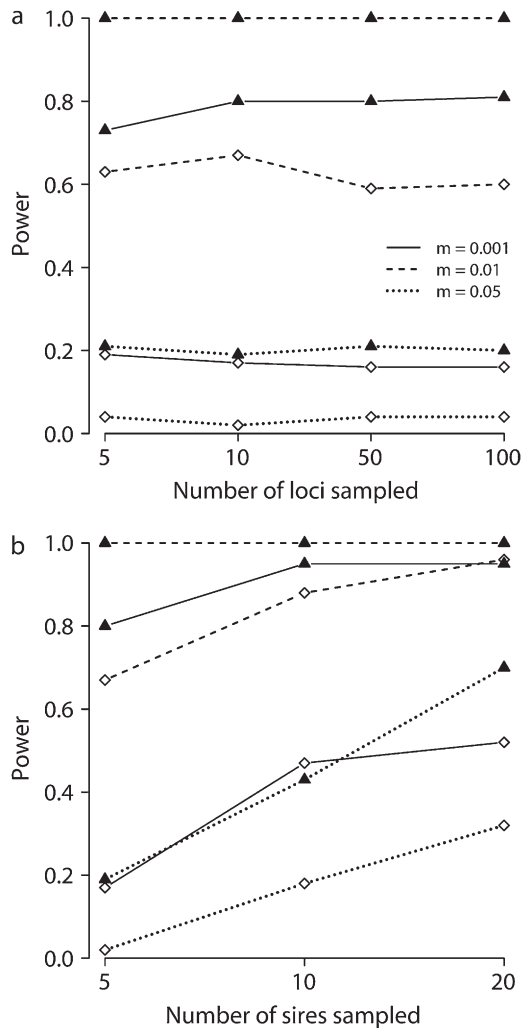 a
1.0
0.8
0.6
0.4
0.2
0.0
Power
m = 0.001
m = 0.01
m = 0.05
5 10 50 100
Number of loci sampled
b
1.0
0.8
0.6
0.4
0.2
0.0
Power
5 10 20
Number of sires sampled